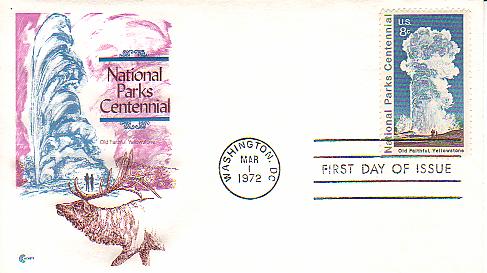 National
Parks
Centennial
Old Faithful, Yellowstone
WASHINGTON, DC
MAR
1
1972
FIRST DAY OF ISSUE
U.S.
8c
National Parks Centennial
Old Faithful, Yellowstone